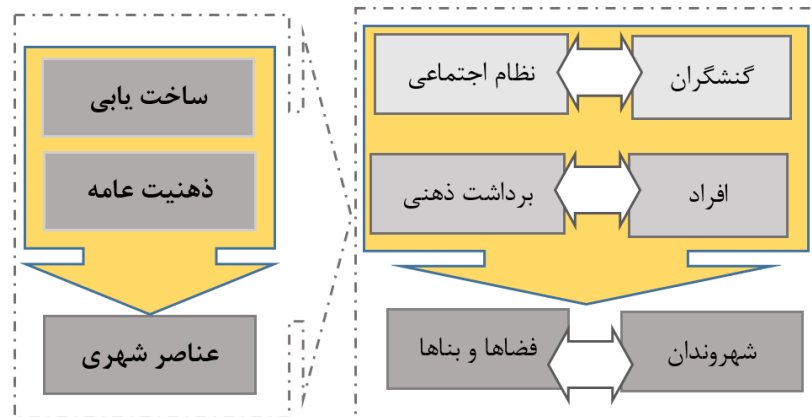 گنشگران
نظام اجتماعی
افراد
برداشت ذهنی
شهروندان
فضاها و بناها
ساخت یابی
ذهنیت عامه
عناصر شهری